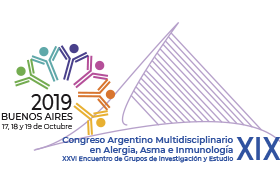 2019
BUENOS AIRES
17, 18 y 19 de Octubre
Congreso Argentino Multidisciplinario
en Alergia, Asma e Inmunología
XXVI Encuentro de Grupos de Investigación y Estudio
XIX